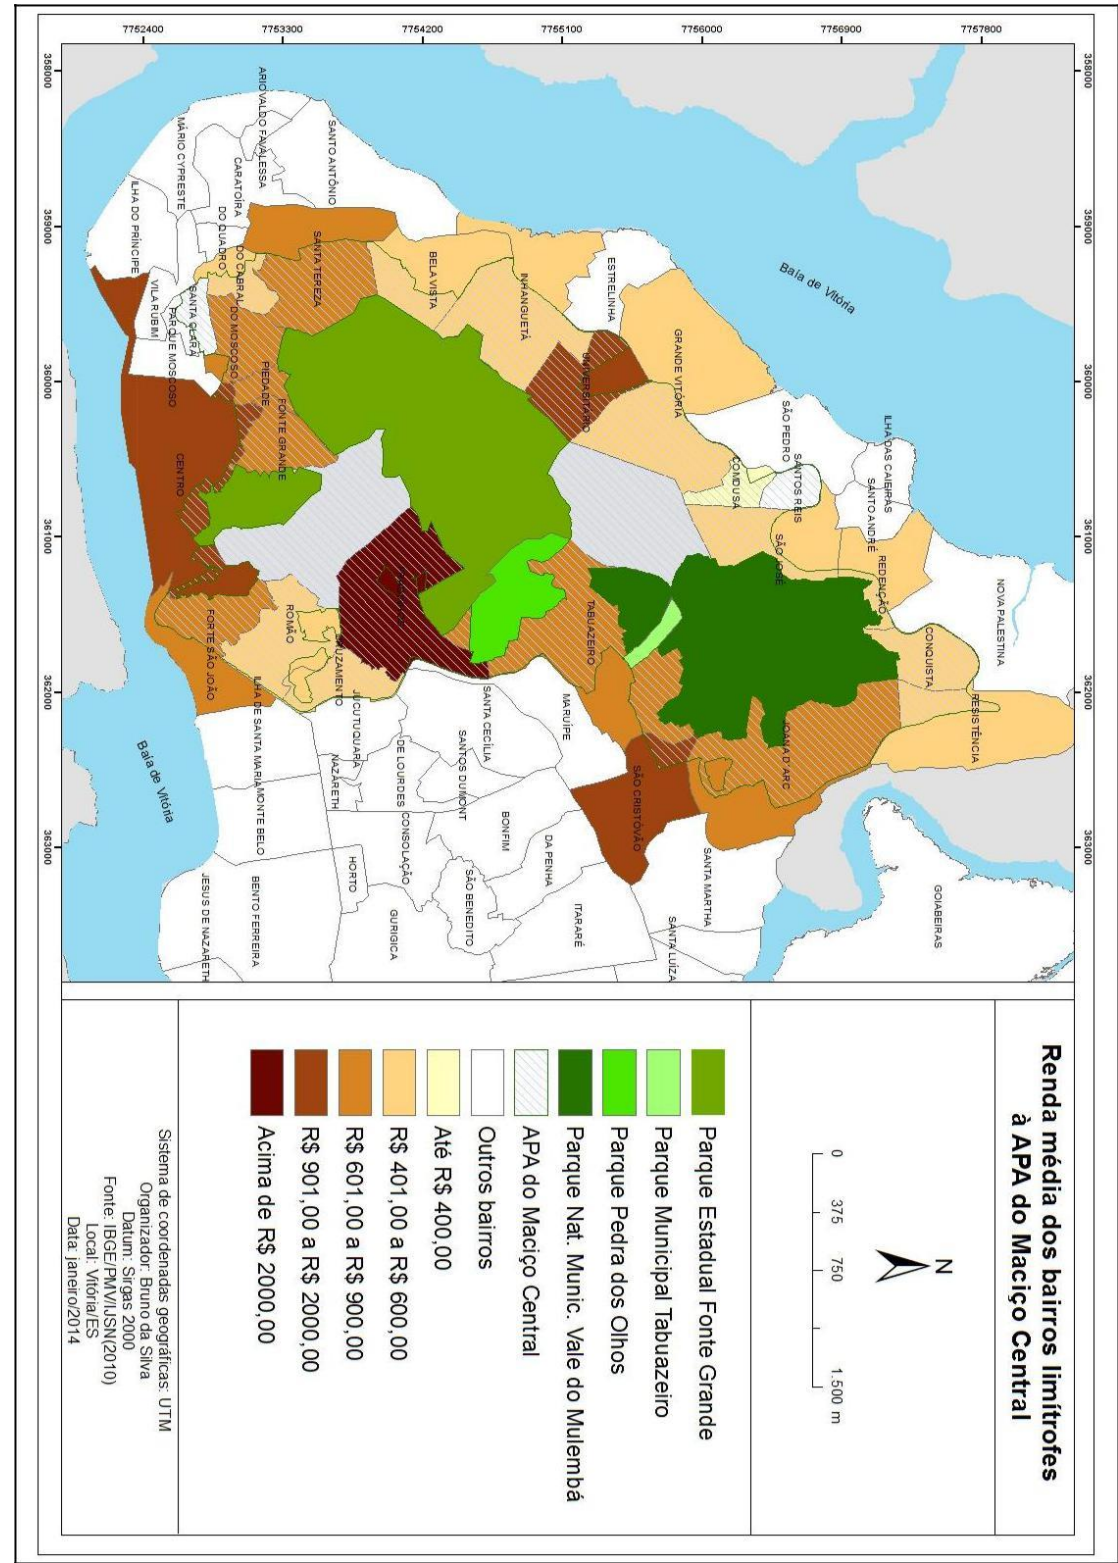 Renda média dos bairros limítrofes
à APA do Maciço Central
N
0 375 750 1.500 m
Parque Estadual Fonte Grande
Parque Municipal Tabuazeiro
Parque Pedra dos Olhos
Parque Nat. Munic. Vale do Mulembá
APA do Maciço Central
Outros bairros
Até R$ 400,00
R$ 401,00 a R$ 600,00
R$ 601,00 a R$ 900,00
R$ 901,00 a R$ 2000,00
Acima de R$ 2000,00
Sistema de coordenadas geográficas: UTM
Organizador: Bruno da Silva
Datum: Sirgas 2000
Fonte: IBGE/PMV/IJSN(2010)
Local: Vitória/ES
Data: janeiro/2014
358000
359000
360000
361000
362000
363000
358000
359000
360000
361000
362000
363000
7757800
7756900
7756000
7755100
7754200
7753300
7752400
Baía de Vitória
NOVA PALESTINA
RESISTÊNCIA
CONQUISTA
REDENÇÃO
ILHA DAS CAIEIRAS
SANTO ANDRÉ
SÃO PEDRO
SANTOS REIS
SÃO JOSÉ
COMDUSA
GOIABEIRAS
JOANA D'ARC
GRANDE VITÓRIA
ESTRELINHA
UNIVERSITÁRIO
INHANGUETÁ
TABUAZEIRO
SÃO CRISTÓVÃO
SANTA MARTHA
SANTA LUÍZA
MARUÍPE
ITARARÉ
DA PENHA
BONFIM
SÃO BENEDITO
SANTA CECÍLIA
SANTOS DUMONT
BELA VISTA
SANTO ANTÔNIO
SANTA TEREZA
ARIOVALDO FAVALESSA
CARATOÍRA
MÁRIO CYPRESTE
DO QUADRO
DO CABRAL
ILHA DO PRÍNCIPE
VILA RUBIM
SANTA CLARA
PARQUE MOSCOSO
DO MOSCOSO
PIEDADE
FONTE GRANDE
CENTRO
ROMÃO
CRUZAMENTO
FORTE SÃO JOÃO
JUCUTUQUARA
DE LOURDES
NAZARETH
CONSOLAÇÃO
GURIGICA
HORTO
ILHA DE SANTA MARIA
MONTE BELO
BENTO FERREIRA
JESUS DE NAZARETH
Baía de Vitória